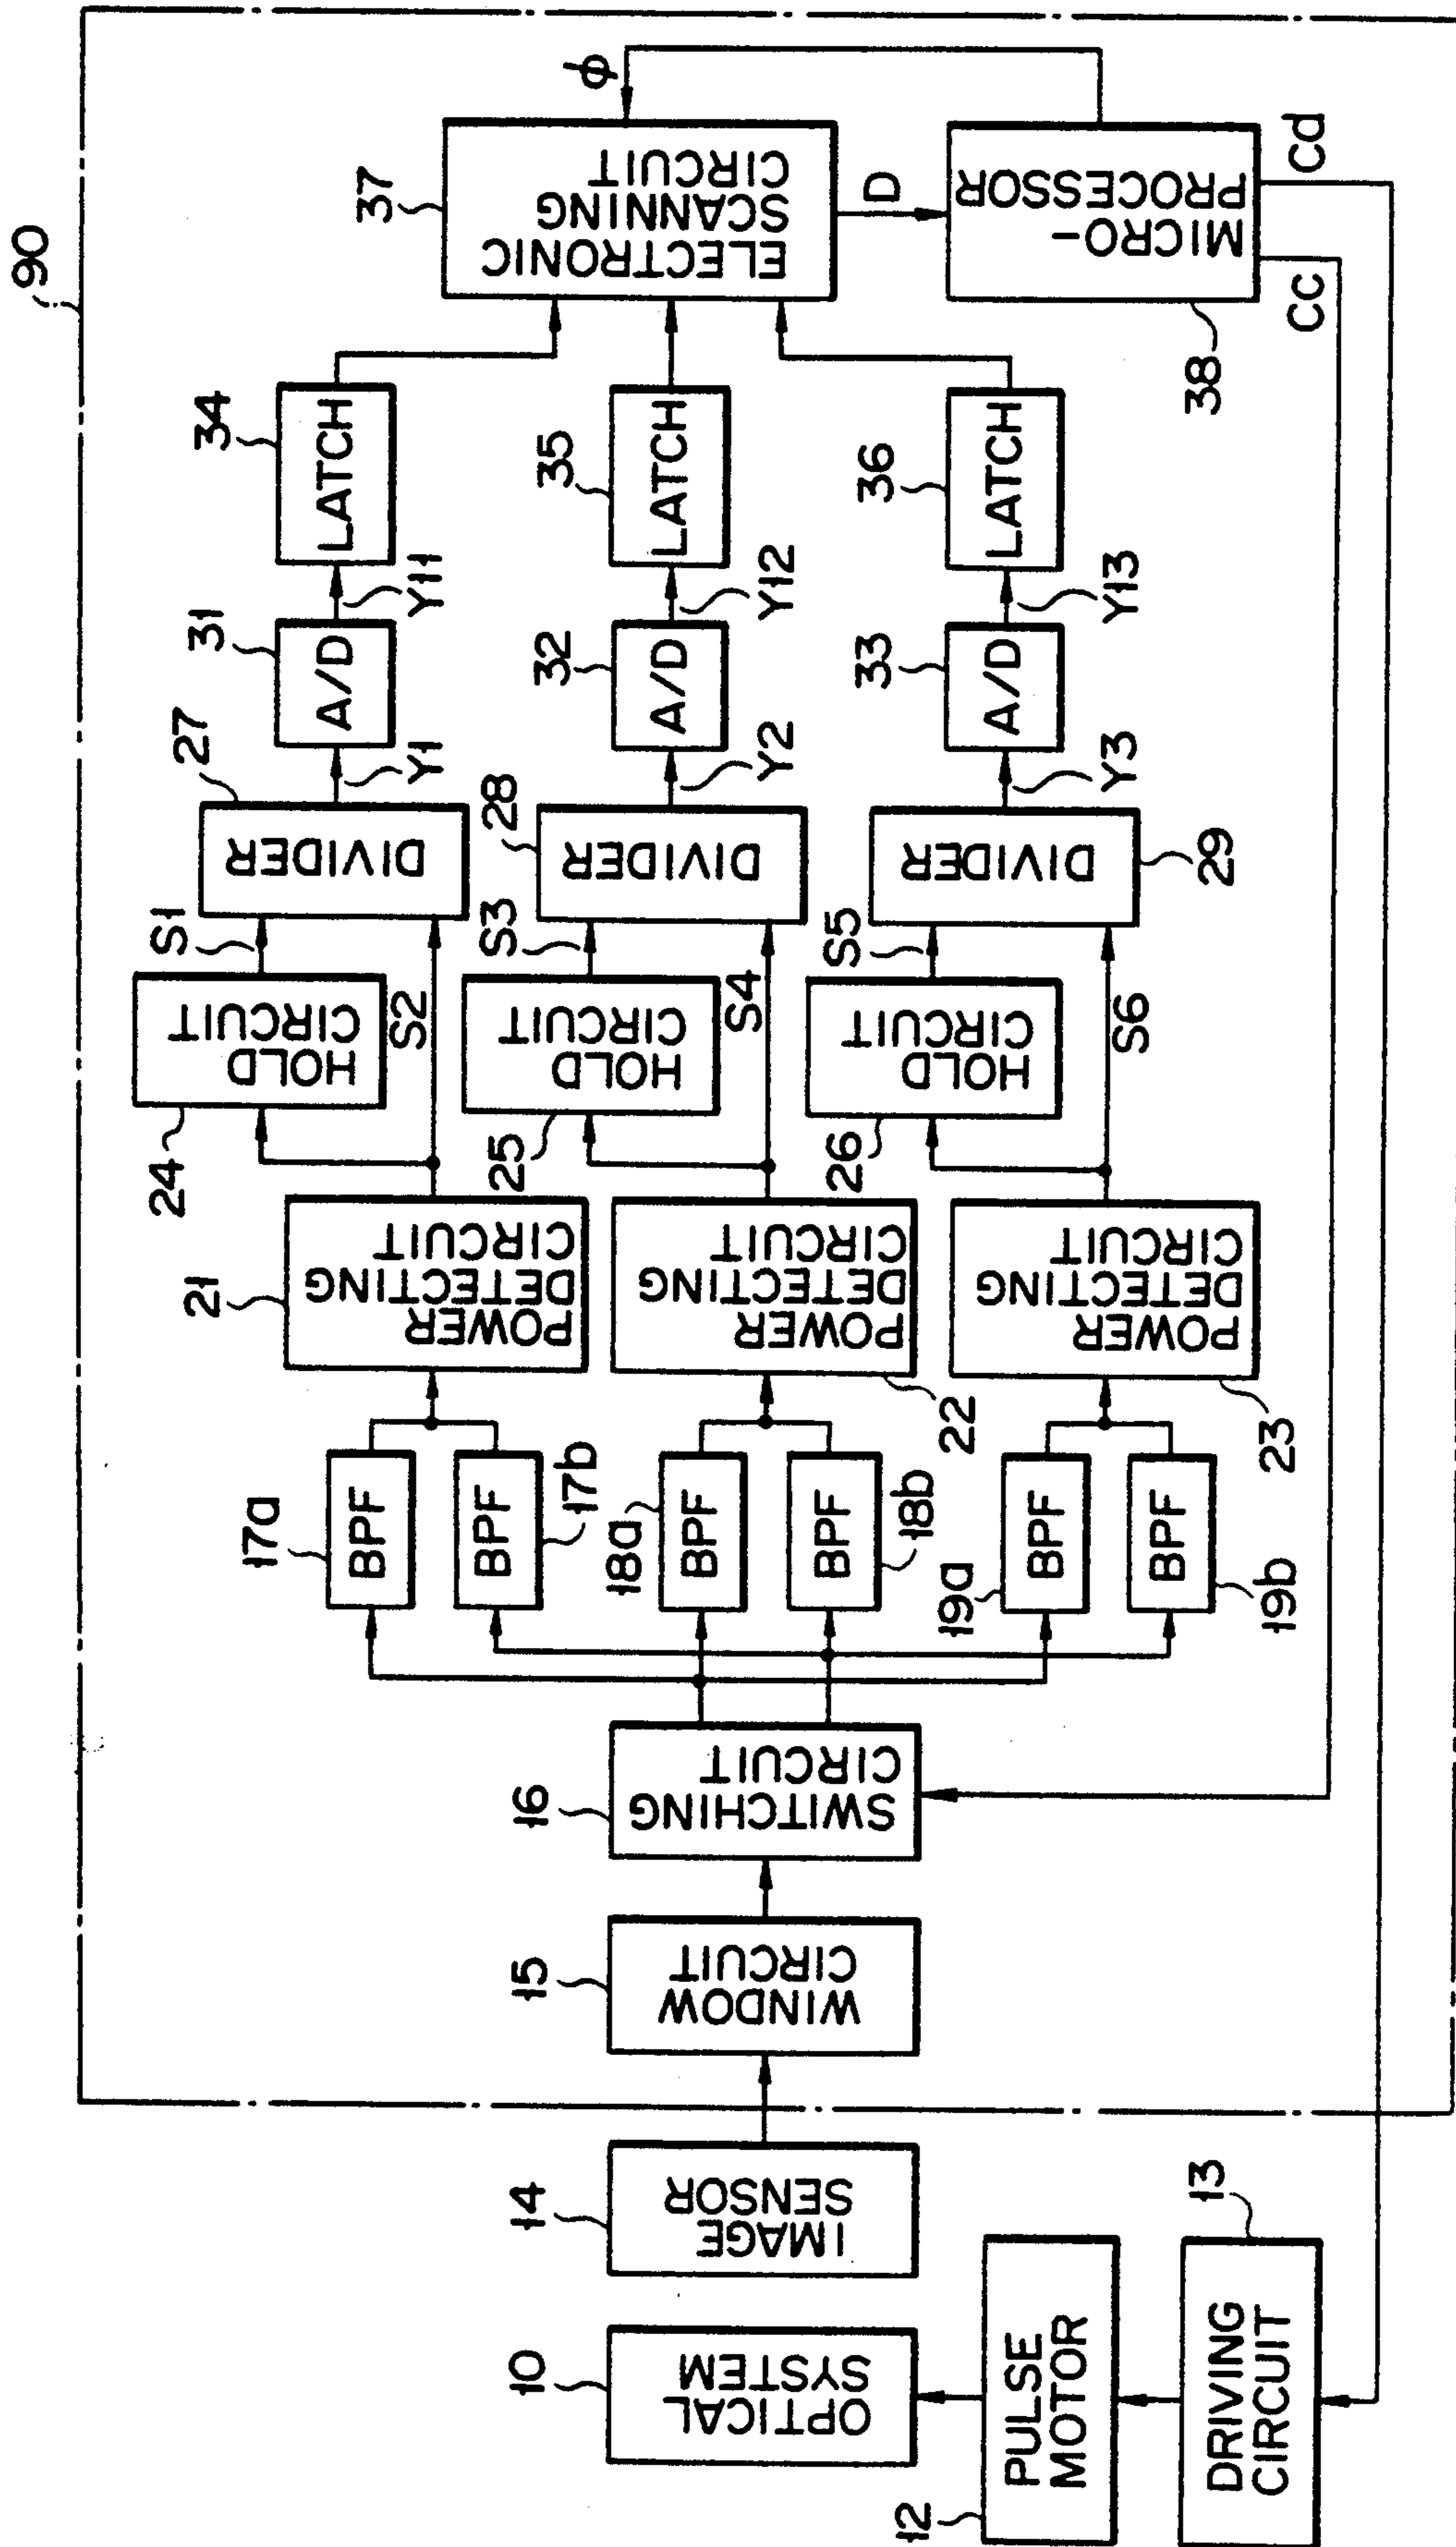 90
10
OPTICAL
SYSTEM
12
PULSE
MOTOR
13
DRIVING
CIRCUIT
14
IMAGE
SENSOR
15
WINDOW
CIRCUIT
16
SWITCHING
CIRCUIT
17a
BPF
BPF
17b
18a
BPF
BPF
18b
19a
BPF
BPF
19b
21
POWER
DETECTING
CIRCUIT
POWER
DETECTING
CIRCUIT
22
POWER
DETECTING
CIRCUIT
23
24
HOLD
CIRCUIT
S1
S2
25
HOLD
CIRCUIT
S3
S4
26
HOLD
CIRCUIT
S5
S6
27
DIVIDER
28
DIVIDER
DIVIDER
29
Y1
Y2
Y3
31
A/D
32
A/D
33
A/D
Y11
Y12
Y13
34
LATCH
35
LATCH
36
LATCH
37
ELECTRONIC
SCANNING
CIRCUIT
ϕ
D
38
MICRO-
PROCESSOR
Cc
Cd